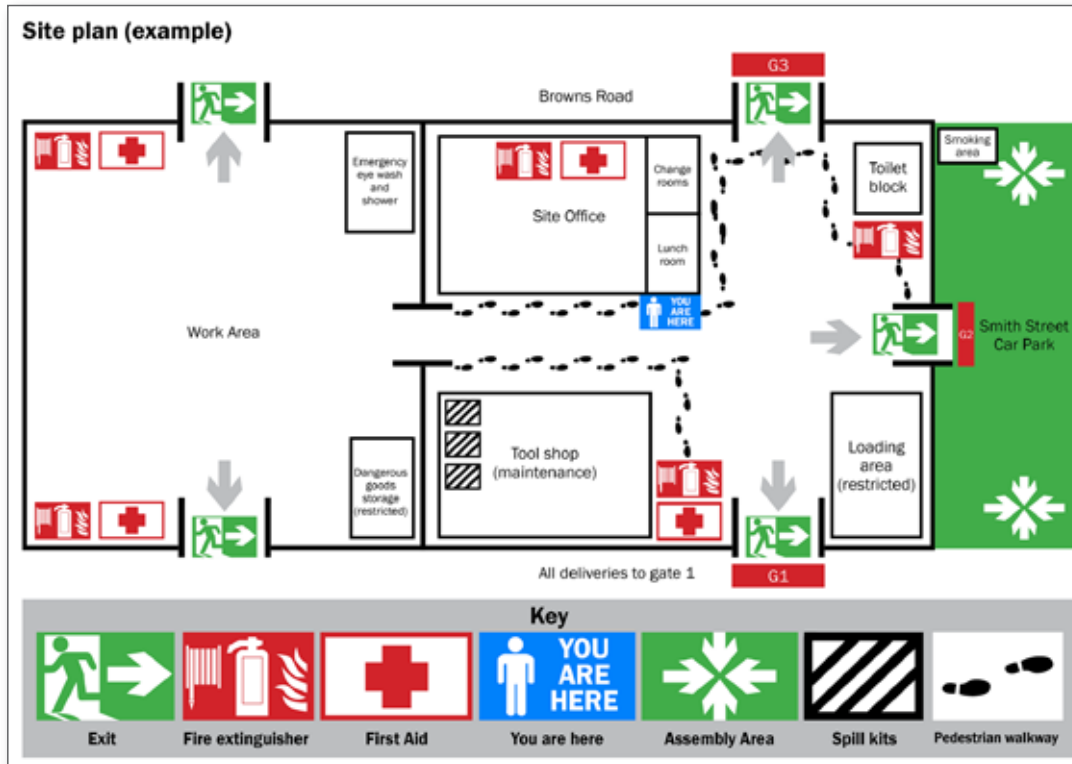 Site plan (example)
G3
Browns Road
Emergency
eye wash
and
shower
Site Office
Change
rooms
Lunch
room
Toilet
block
Smoking
area
YOU
ARE
HERE
Work Area
G2
Smith Street
Car Park
Dangerous
goods
storage
(restricted)
Tool shop
(maintenance)
Loading
area
(restricted)
All deliveries to gate 1
G1
Key
YOU
ARE
HERE
Exit
Fire extinguisher
First Aid
You are here
Assembly Area
Spill kits
Pedestrian walkway